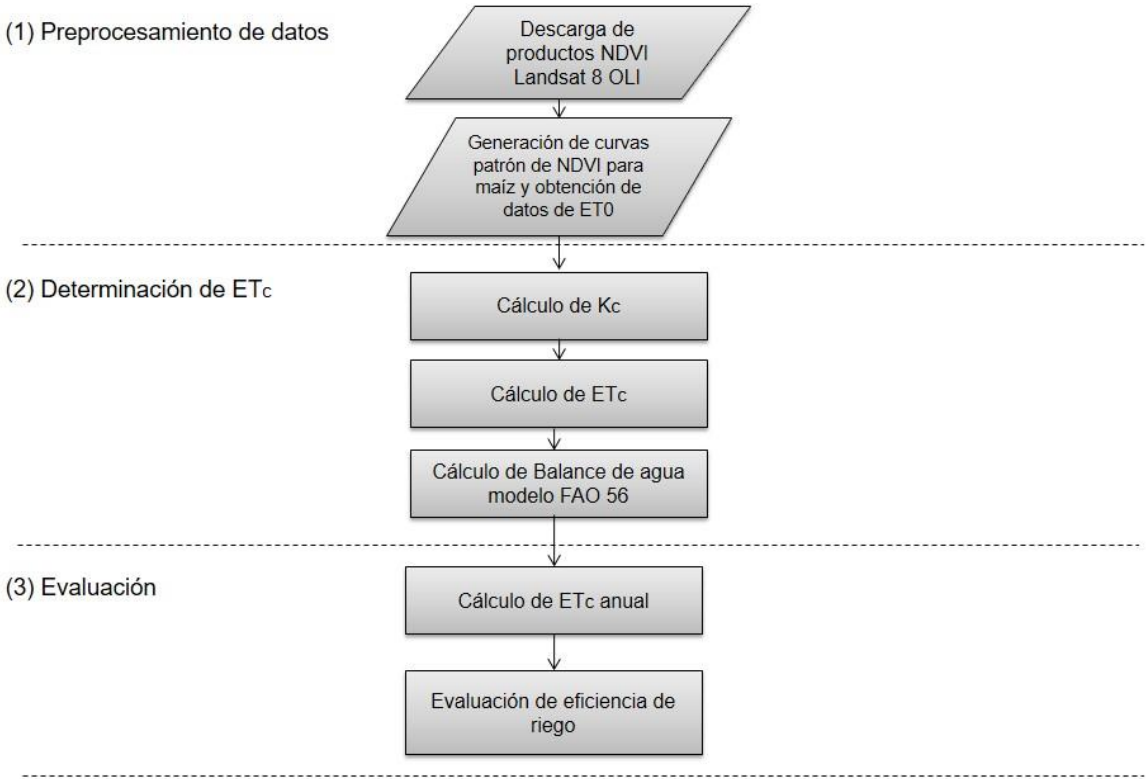 (1) Preprocesamiento de datos
Descarga de
productos NDVI
Landsat 8 OLI
Generación de curvas
patrón de NDVI para
maíz y obtención de
datos de ET0
(2) Determinación de ETc
Cálculo de Kc
Cálculo de ETc
Cálculo de Balance de agua
modelo FAO 56
(3) Evaluación
Cálculo de ETc anual
Evaluación de eficiencia de
riego